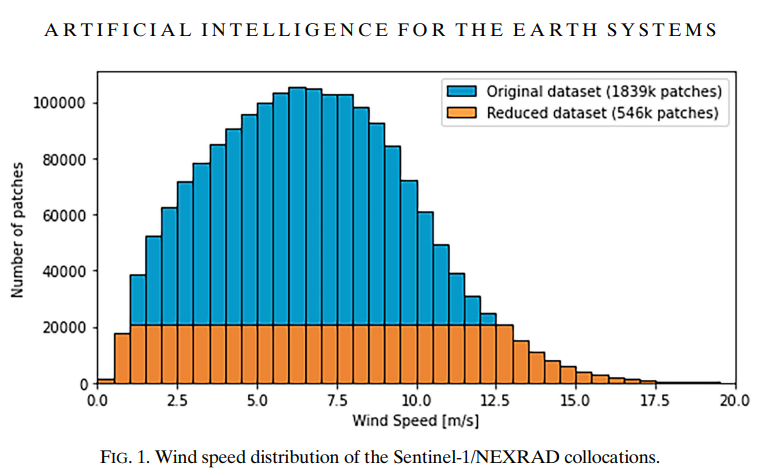 ARTIFICIAL INTELLIGENCE FOR THE EARTH SYSTEMS
Original dataset (1839k patches)
Reduced dataset (546k patches)
Number of patches
100000
80000
60000
40000
20000
0
0.0 2.5 5.0 7.5 10.0 12.5 15.0 17.5 20.0
Wind Speed [m/s]
FIG. 1. Wind speed distribution of the Sentinel-1/NEXRAD collocations.